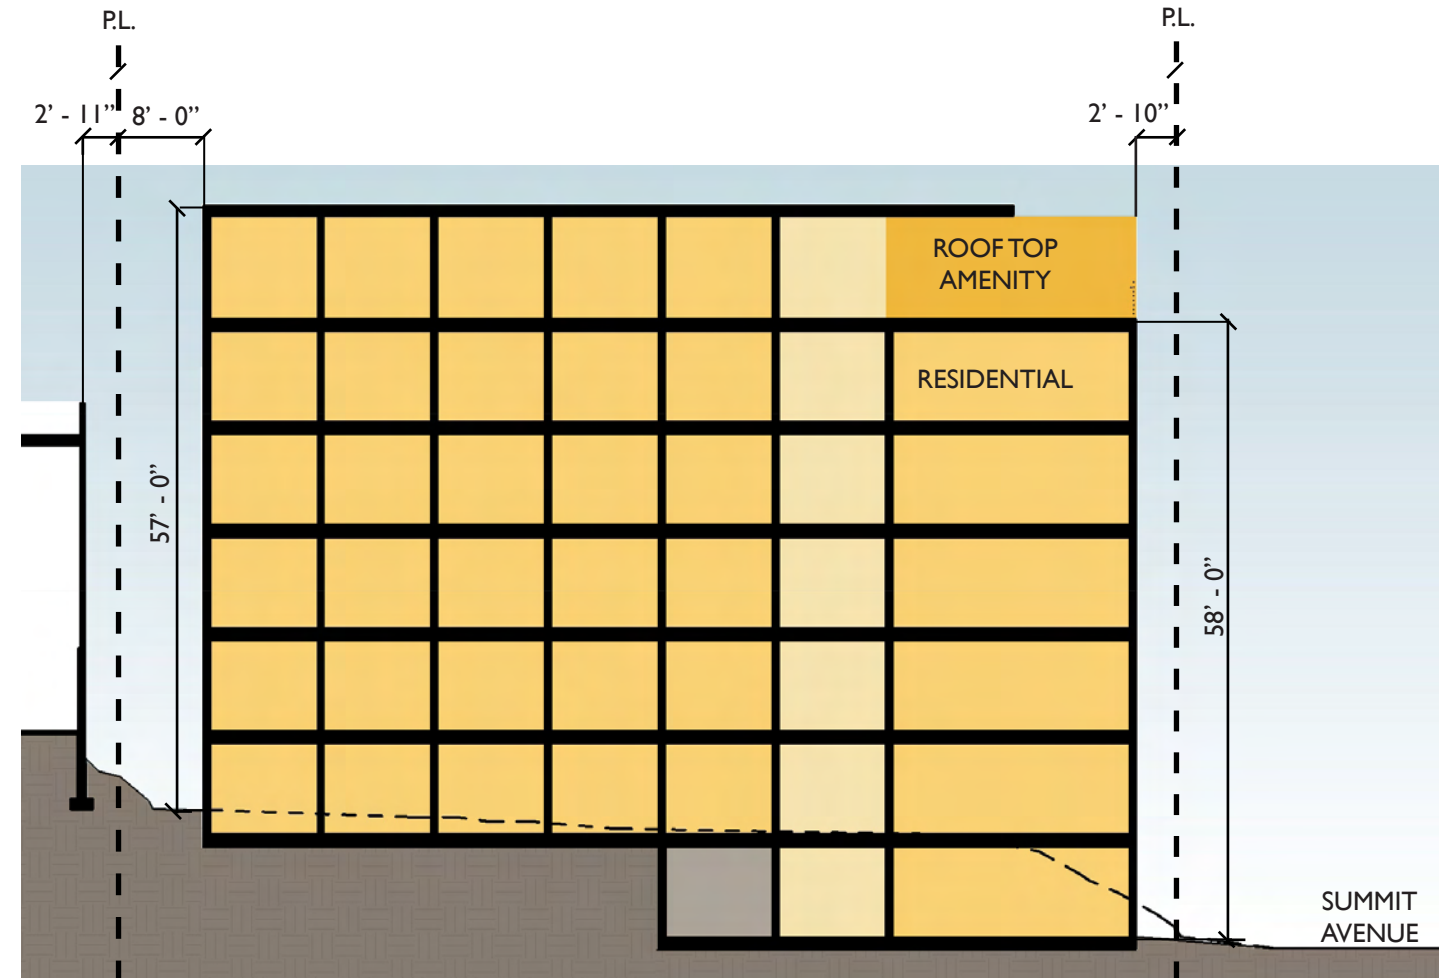 P.L.
P.L.
2’ - 11”
8’ - 0”
2’ - 10”
ROOF TOP
AMENITY
RESIDENTIAL
57’ - 0”
58’ - 0”
SUMMIT
AVENUE